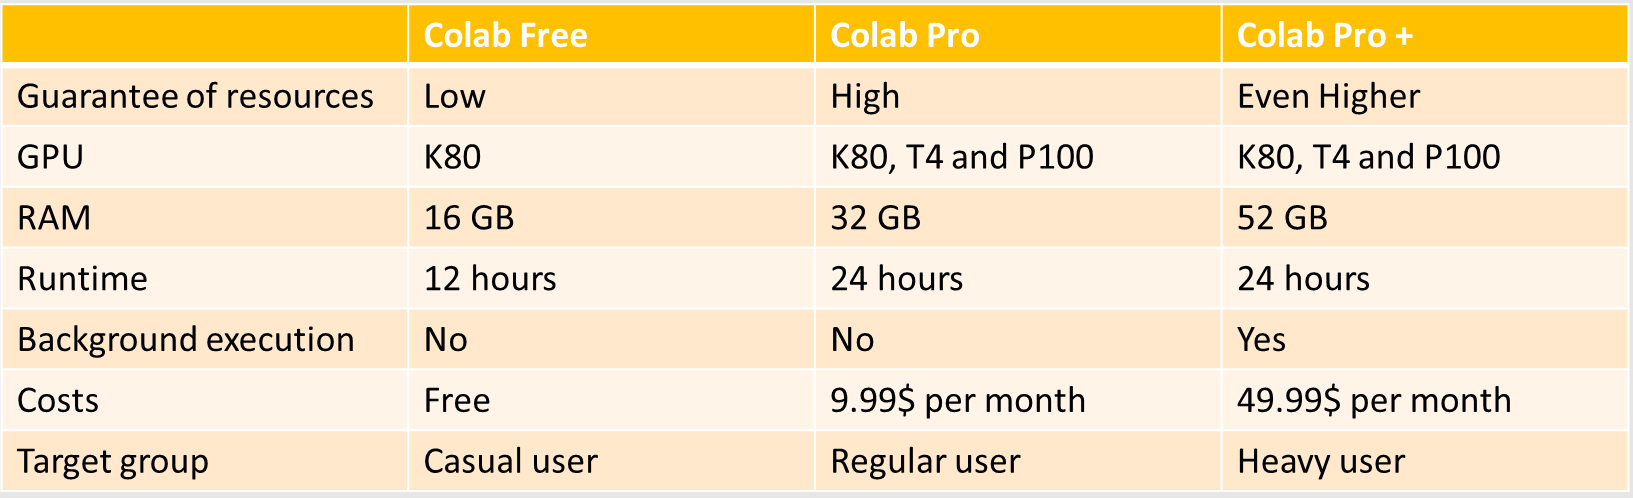 Colab Free Colab Pro Colab Pro +
Guarantee of resources Low High Even Higher
GPU K80 K80, T4 and P100 K80, T4 and P100
RAM 16 GB 32 GB 52 GB
Runtime 12 hours 24 hours 24 hours
Background execution No No Yes
Costs Free 9.99$ per month 49.99$ per month
Target group Casual user Regular user Heavy user